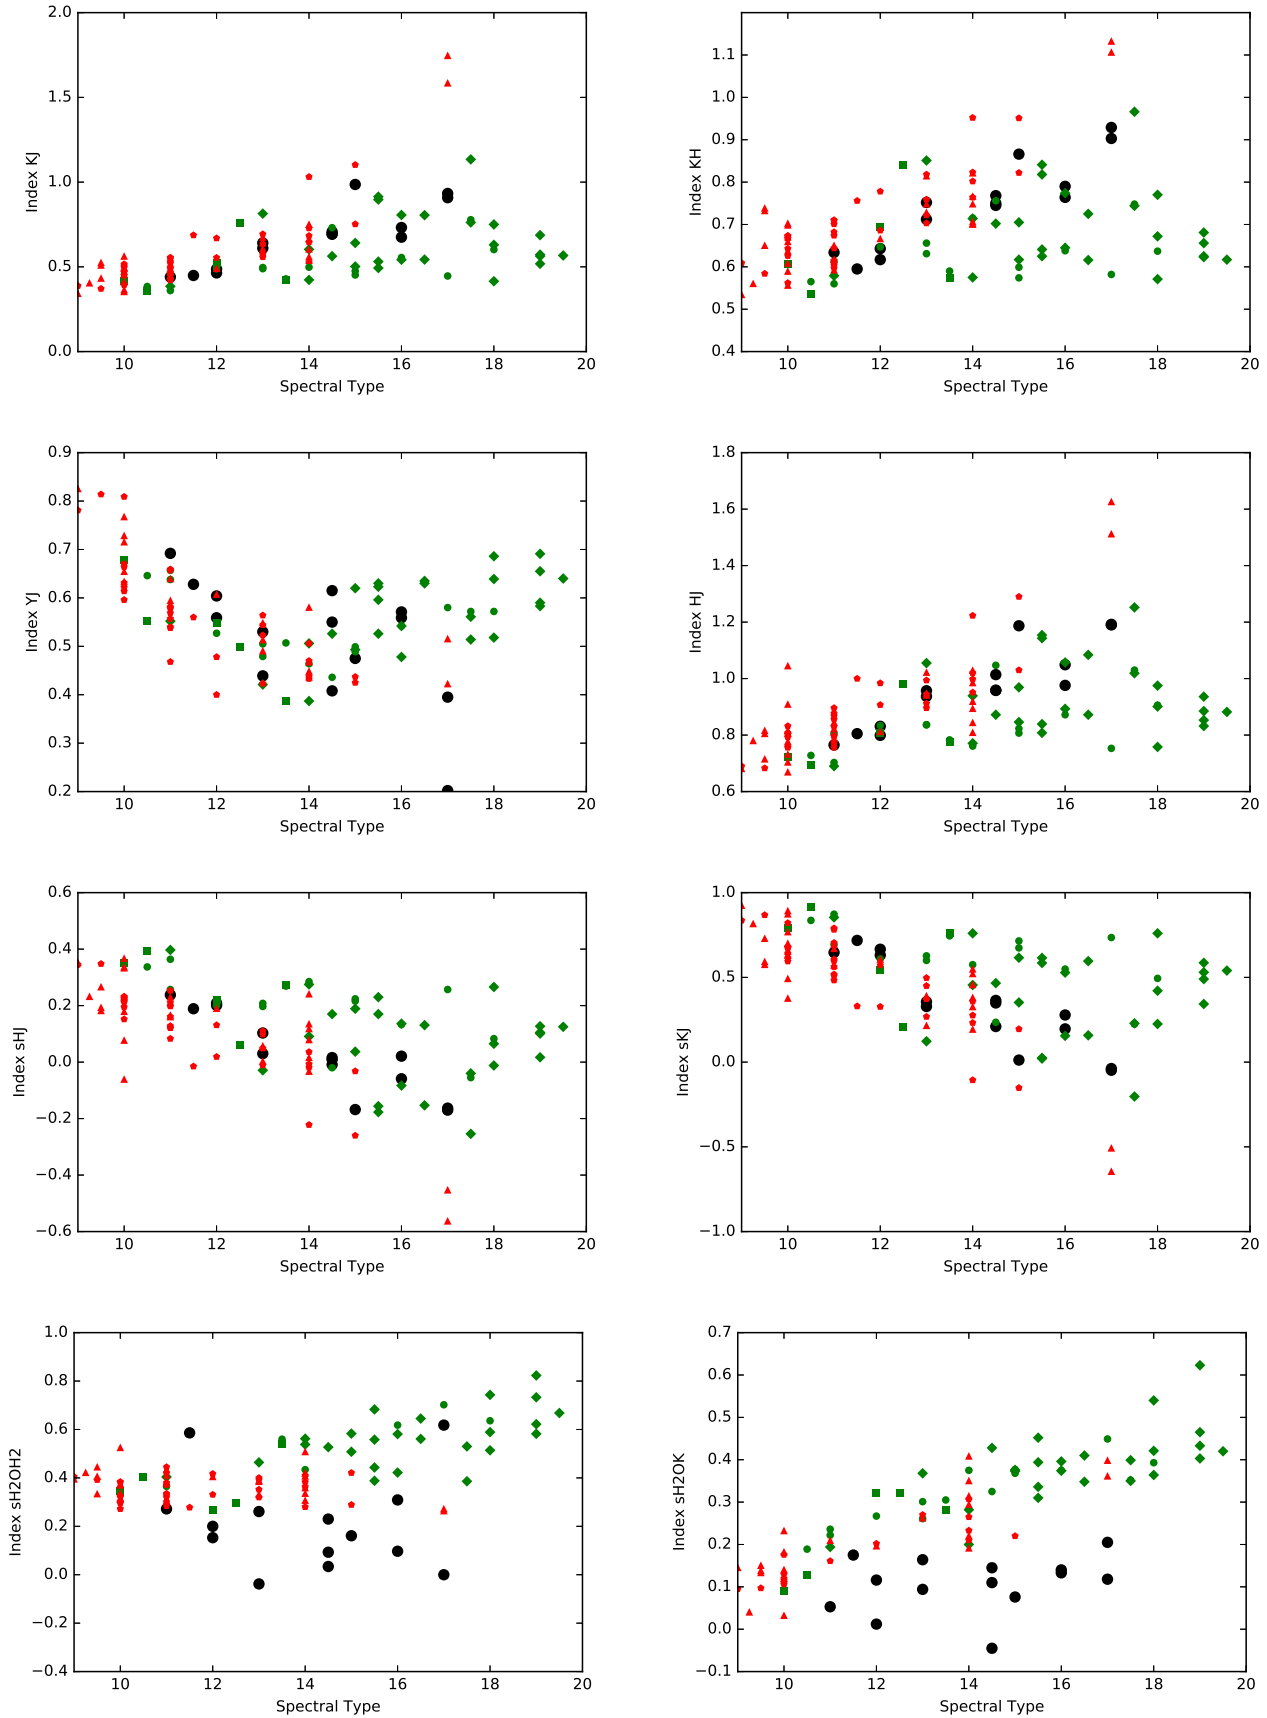 2.0
1.5
1.0
0.5
0.0
Index KJ
10 12 14 16 18 20
Spectral Type
1.1
1.0
0.9
0.8
0.7
0.6
0.5
0.4
Index KH
10 12 14 16 18 20
Spectral Type
0.9
0.8
0.7
0.6
0.5
0.4
0.3
0.2
Index YJ
10 12 14 16 18 20
Spectral Type
1.8
1.6
1.4
1.2
1.0
0.8
0.6
Index HJ
10 12 14 16 18 20
Spectral Type
0.6
0.4
0.2
0.0
−0.2
−0.4
−0.6
Index sHJ
10 12 14 16 18 20
Spectral Type
1.0
0.5
0.0
−0.5
−1.0
Index sKJ
10 12 14 16 18 20
Spectral Type
1.0
0.8
0.6
0.4
0.2
0.0
−0.2
−0.4
Index sH2OH2
10 12 14 16 18 20
Spectral Type
0.7
0.6
0.5
0.4
0.3
0.2
0.1
0.0
−0.1
Index sH2OK
10 12 14 16 18 20
Spectral Type